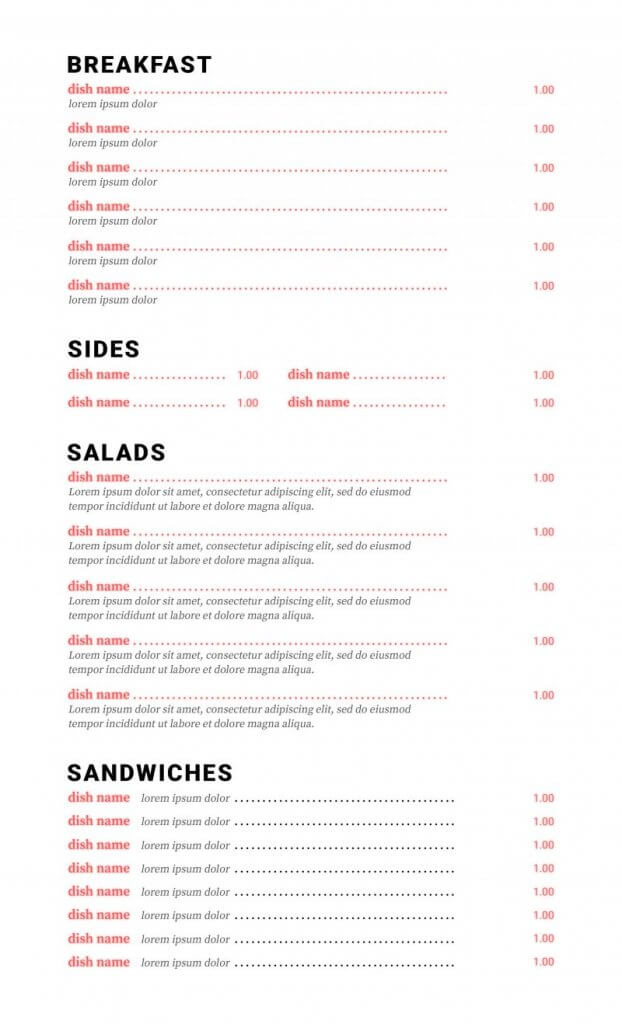 BREAKFAST
dish name ........................................................ 1.00
lorem ipsum dolor
dish name ........................................................ 1.00
lorem ipsum dolor
dish name ........................................................ 1.00
lorem ipsum dolor
dish name ........................................................ 1.00
lorem ipsum dolor
dish name ........................................................ 1.00
lorem ipsum dolor
dish name ........................................................ 1.00
lorem ipsum dolor
SIDES
dish name ................. 1.00 dish name ................. 1.00
dish name ................. 1.00 dish name ................. 1.00
SALADS
dish name ........................................................ 1.00
Lorem ipsum dolor sit amet, consectetur adipiscing elit, sed do eiusmod
tempor incididunt ut labore et dolore magna aliqua.
dish name ........................................................ 1.00
Lorem ipsum dolor sit amet, consectetur adipiscing elit, sed do eiusmod
tempor incididunt ut labore et dolore magna aliqua.
dish name ........................................................ 1.00
Lorem ipsum dolor sit amet, consectetur adipiscing elit, sed do eiusmod
tempor incididunt ut labore et dolore magna aliqua.
dish name ........................................................ 1.00
Lorem ipsum dolor sit amet, consectetur adipiscing elit, sed do eiusmod
tempor incididunt ut labore et dolore magna aliqua.
dish name ........................................................ 1.00
Lorem ipsum dolor sit amet, consectetur adipiscing elit, sed do eiusmod
tempor incididunt ut labore et dolore magna aliqua.
SANDWICHES
dish name lorem ipsum dolor ........................................ 1.00
dish name lorem ipsum dolor ........................................ 1.00
dish name lorem ipsum dolor ........................................ 1.00
dish name lorem ipsum dolor ........................................ 1.00
dish name lorem ipsum dolor ........................................ 1.00
dish name lorem ipsum dolor ........................................ 1.00
dish name lorem ipsum dolor ........................................ 1.00
dish name lorem ipsum dolor ........................................ 1.00